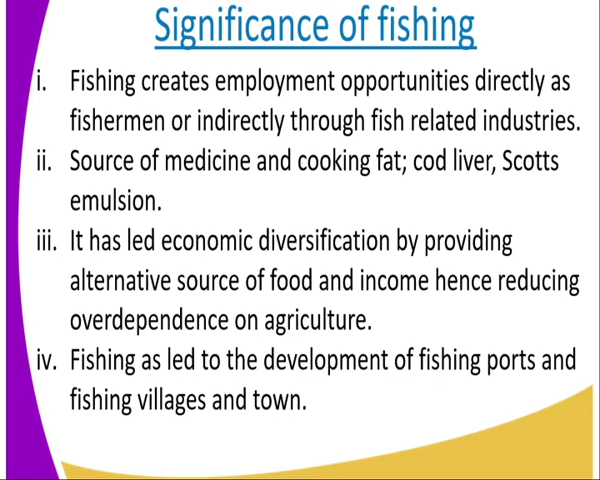 Significance of fishing
i. Fishing creates employment opportunities directly as
fishermen or indirectly through fish related industries.
ii. Source of medicine and cooking fat; cod liver, Scotts
emulsion.
iii. It has led economic diversification by providing
alternative source of food and income hence reducing
overdependence on agriculture.
iv. Fishing as led to the development of fishing ports and
fishing villages and town.